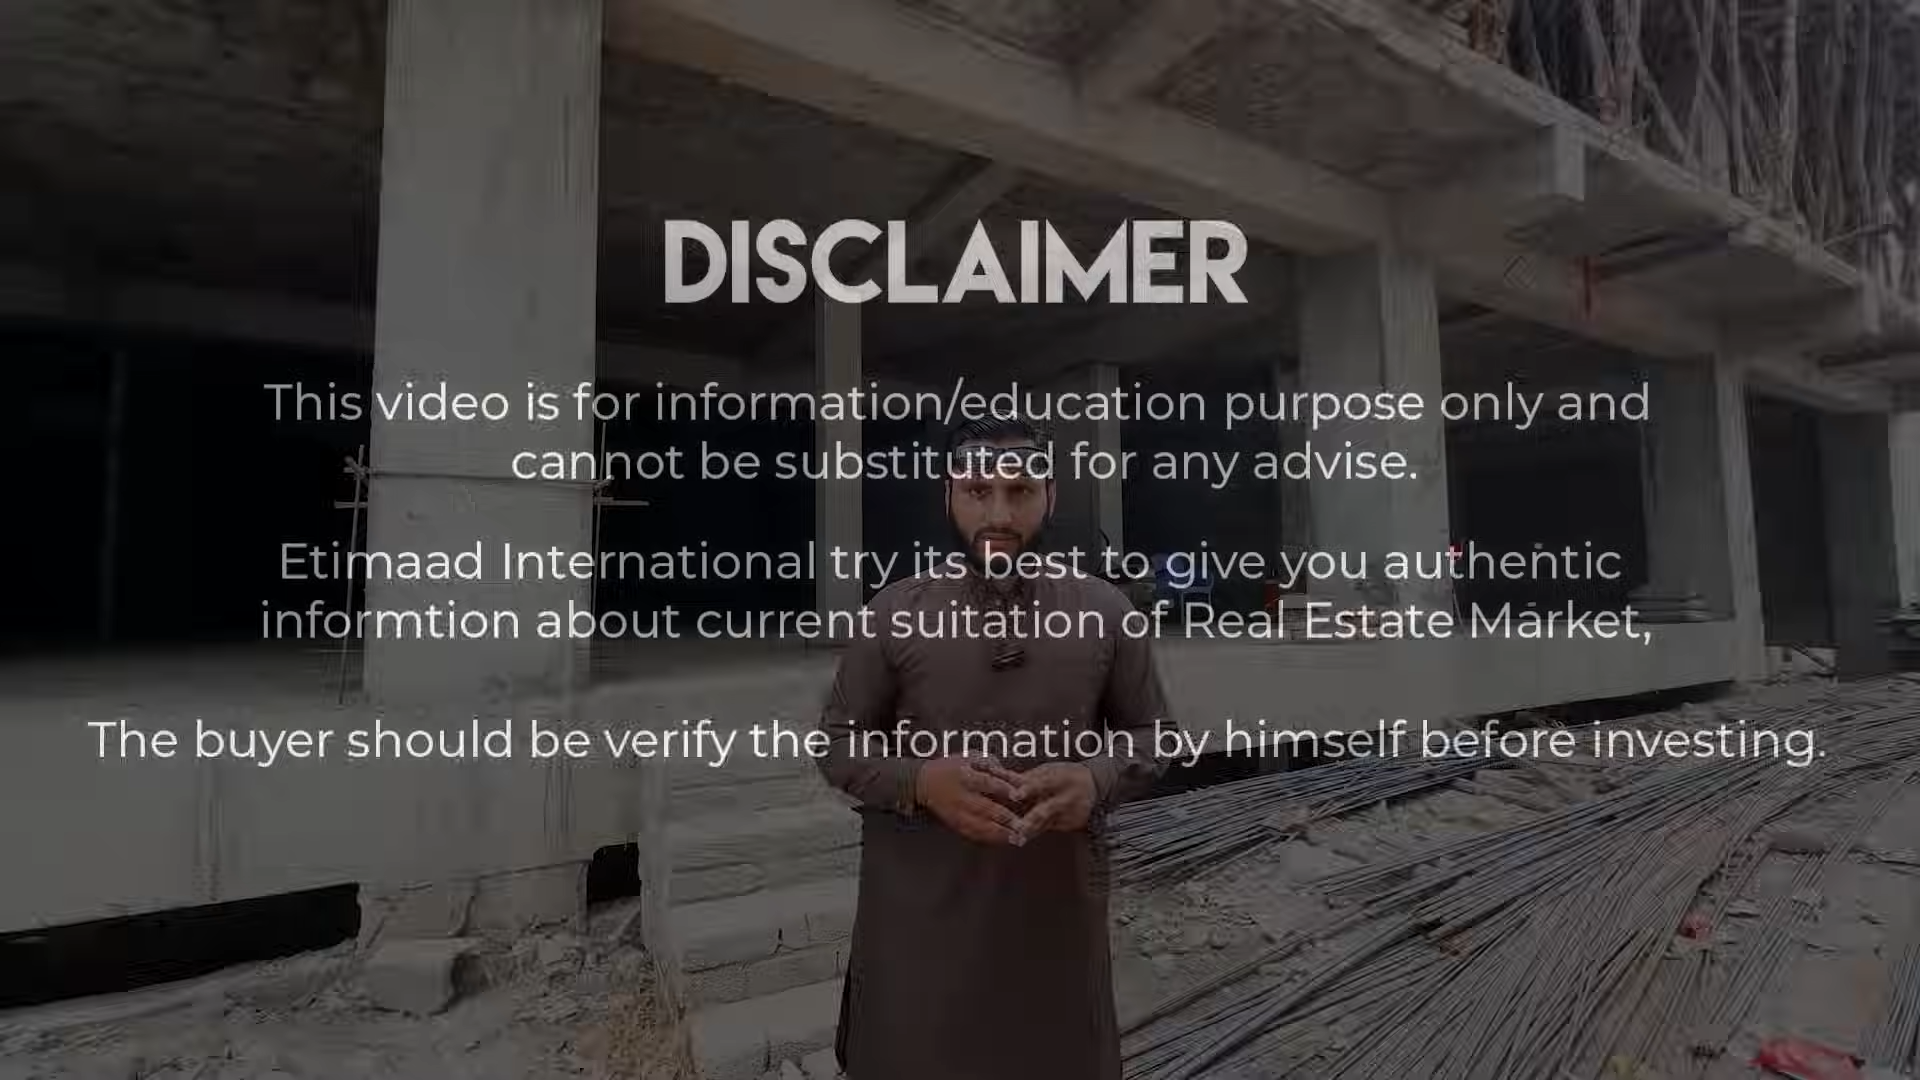 DISCLAIMER
This video is for information/education purpose only and
cannot be substituted for any advise.
Etimaad International try its best to give you authentic
informtion about current suitation of Real Estate Market,
The buyer should be verify the information by himself before investing.